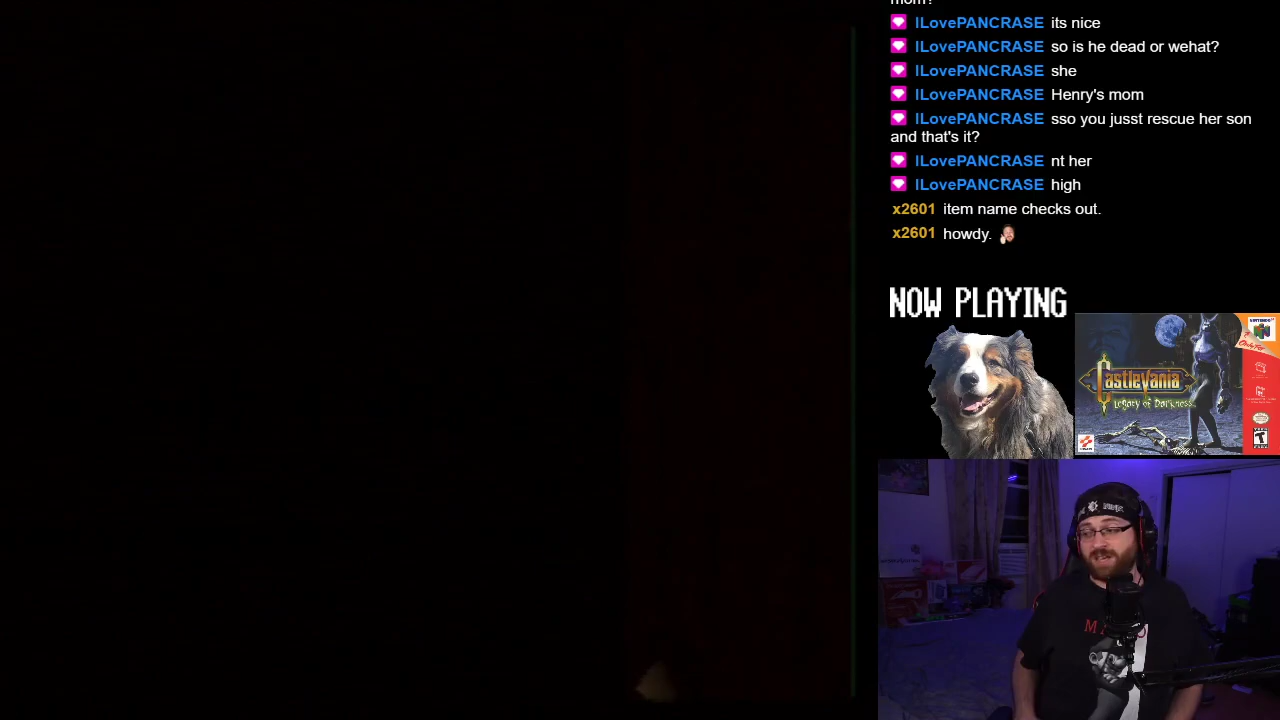 ILovePANCRASE its nice
ILovePANCRASE so is he dead or wehat?
ILovePANCRASE she
ILovePANCRASE Henry's mom
ILovePANCRASE sso you jusst rescue her son
and that's it?
ILovePANCRASE nt her
ILovePANCRASE high
x2601 item name checks out.
x2601 howdy.
NOW PLAYING
Castlevania
Legacy of Darkness